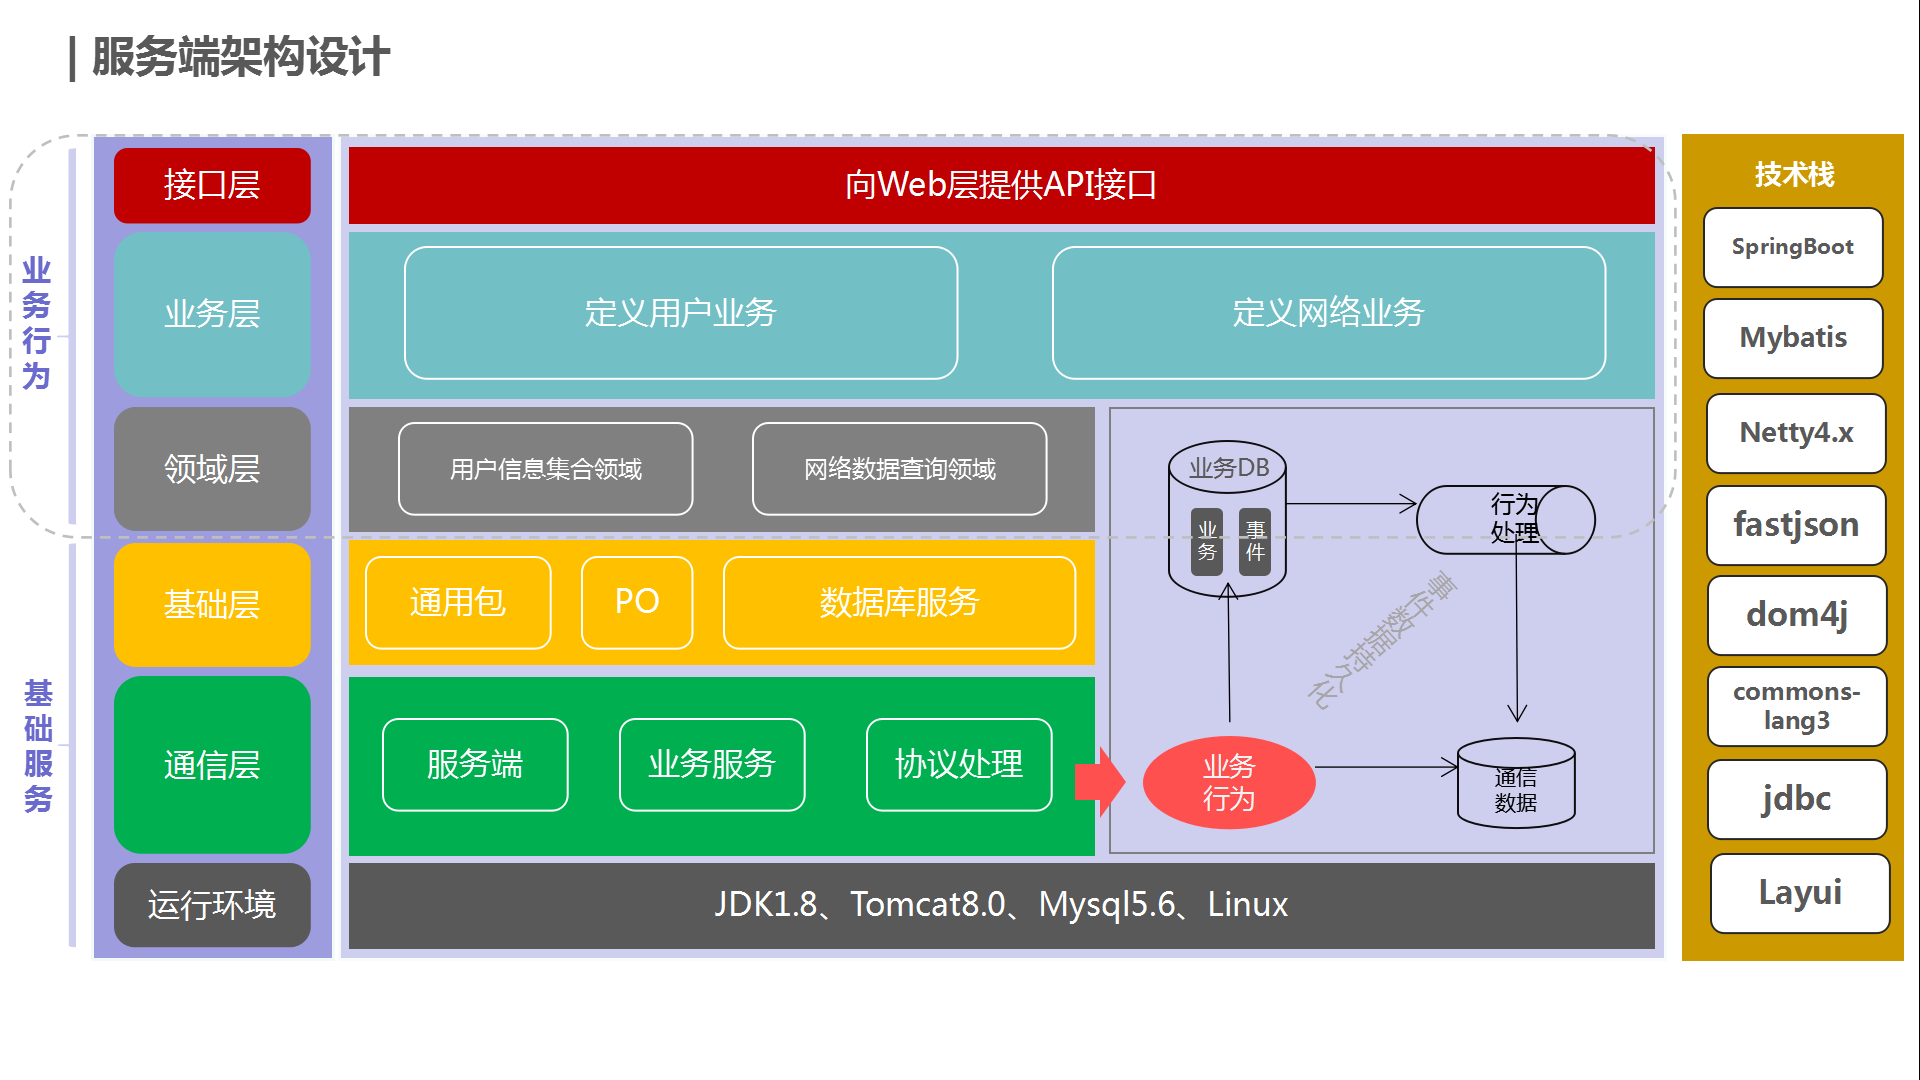 服务端架构设计
业务行为
基础服务
接口层
向Web层提供API接口
业务层
定义用户业务
定义网络业务
领域层
用户信息集合领域
网络数据查询领域
基础层
通用包
PO
数据库服务
通信层
服务端
业务服务
协议处理
运行环境
JDK1.8、Tomcat8.0、Mysql5.6、Linux
业务DB
业务
事件
行为
处理
事件数据持久化
业务
行为
通信
数据
技术栈
SpringBoot
Mybatis
Netty4.x
fastjson
dom4j
commons-
lang3
jdbc
Layui